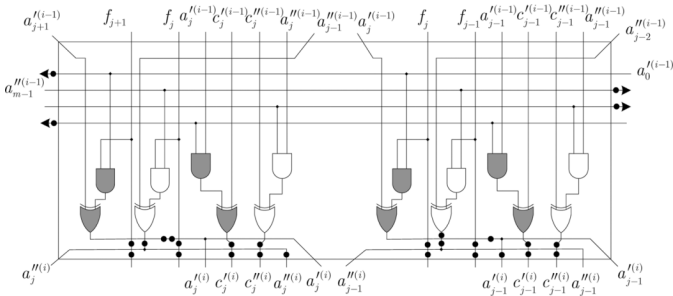 a''^{(i-1)}_{j+1} f_{j+1} f_j a'^{(i-1)}_j c'^{(i-1)}_j c''^{(i-1)}_j a''^{(i-1)}_j a''^{(i-1)}_{j-1} a'^{(i-1)}_j f_j f_{j-1} a'^{(i-1)}_{j-1} c'^{(i-1)}_{j-1} c''^{(i-1)}_{j-1} a''^{(i-1)}_{j-1} a''^{(i-1)}_{j-2}
a'^{(i-1)}_0
a''^{(i-1)}_{m-1}
a''^{(i)}_j a'^{(i)}_j c'^{(i)}_j c''^{(i)}_j a''^{(i)}_j a'^{(i)}_j a''^{(i)}_{j-1} a'^{(i)}_{j-1} c'^{(i)}_{j-1} c''^{(i)}_{j-1} a''^{(i)}_{j-1} a'^{(i)}_{j-1}